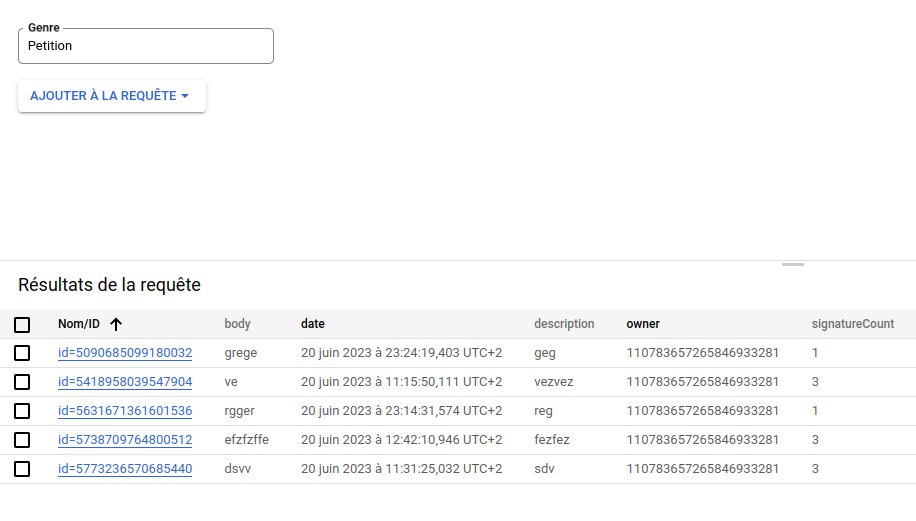 Genre
Petition
AJOUTER À LA REQUÊTE
Résultats de la requête
Nom/ID body date description owner signatureCount
id=5090685099180032 grege 20 juin 2023 à 23:24:19,403 UTC+2 geg 110783657265846933281 1
id=5418958039547904 ve 20 juin 2023 à 11:15:50,111 UTC+2 vezvez 110783657265846933281 3
id=5631671361601536 rgger 20 juin 2023 à 23:14:31,574 UTC+2 reg 110783657265846933281 1
id=5738709764800512 efzfzffe 20 juin 2023 à 12:42:10,946 UTC+2 fezfez 110783657265846933281 3
id=5773236570685440 dsvv 20 juin 2023 à 11:31:25,032 UTC+2 sdv 110783657265846933281 3